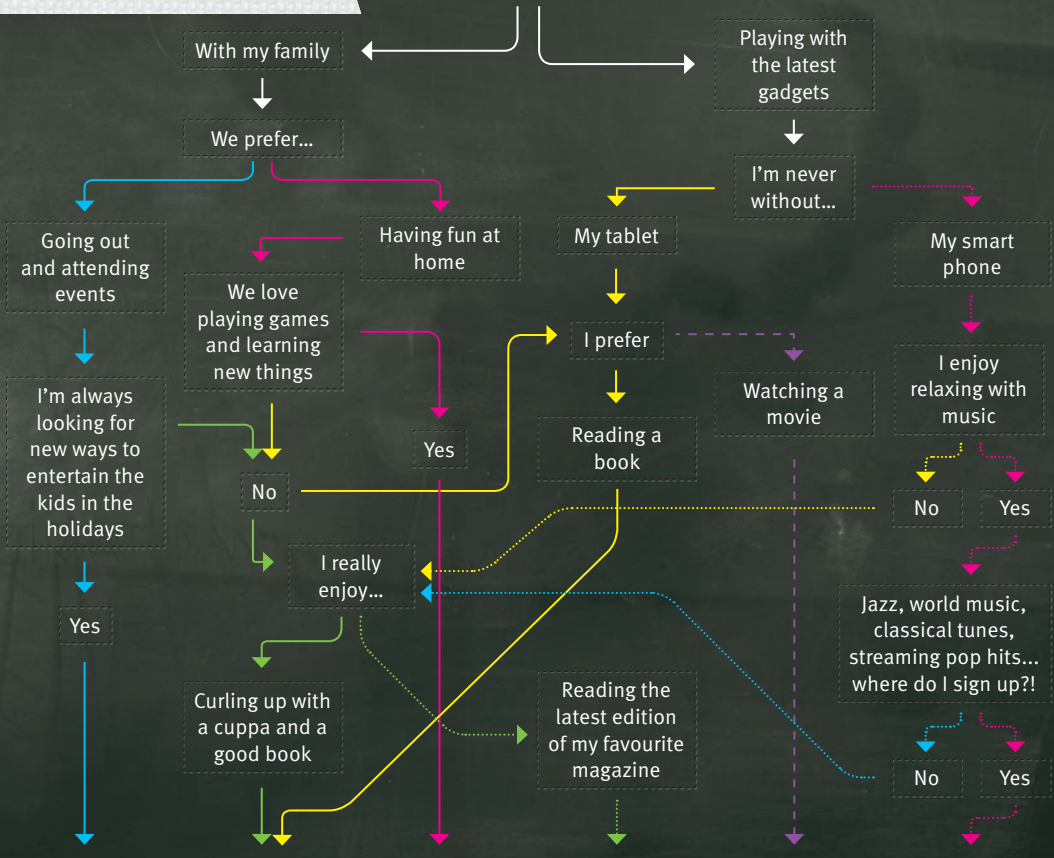 With my family
Playing with
the latest
gadgets
We prefer...
I'm never
without...
Going out
and attending
events
Having fun at
home
My tablet
My smart
phone
We love
playing games
and learning
new things
I prefer
I enjoy
relaxing with
music
I'm always
looking for
new ways to
entertain the
kids in the
holidays
Watching a
movie
Yes
Reading a
book
No
No
Yes
I really
enjoy...
Yes
Jazz, world music,
classical tunes,
streaming pop hits...
where do I sign up?!
Curling up with
a cuppa and a
good book
Reading the
latest edition
of my favourite
magazine
No
Yes